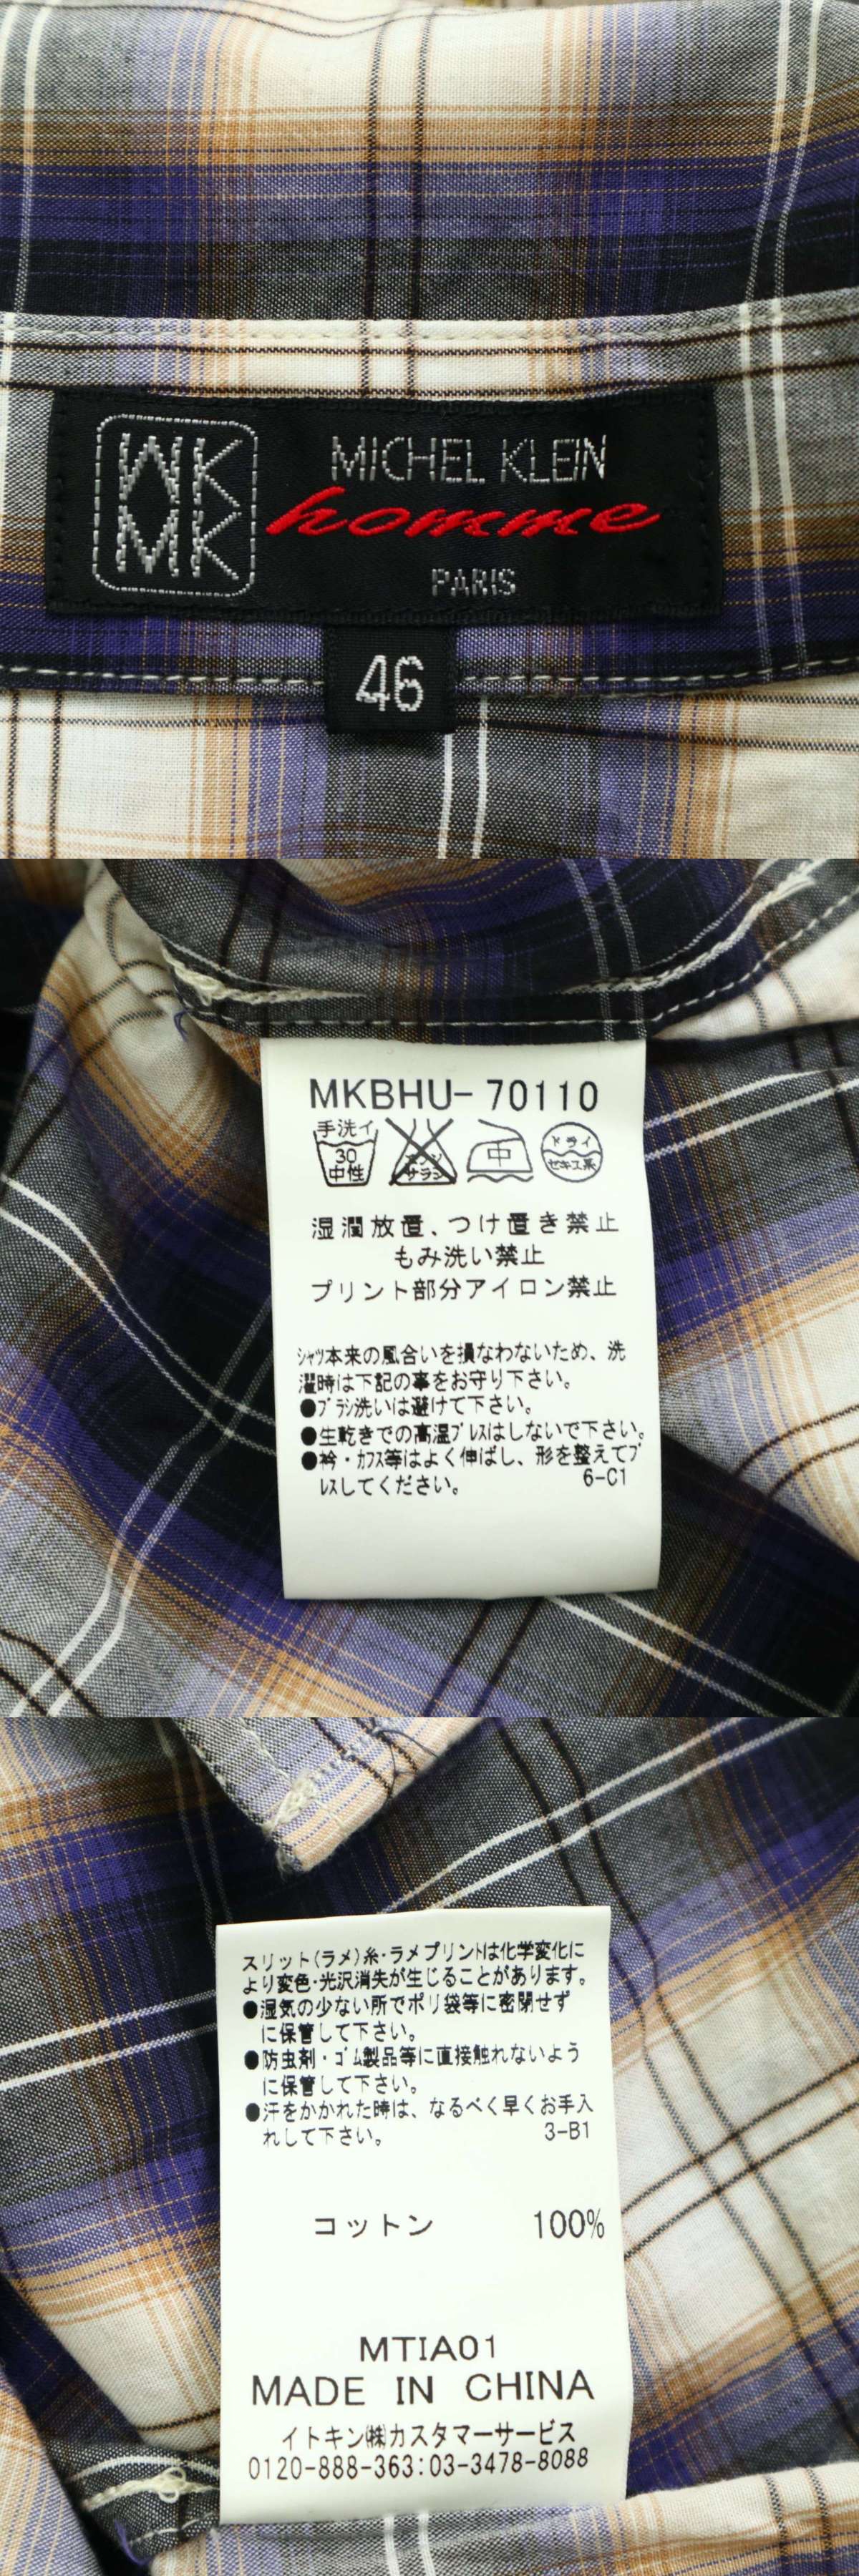 MK
MK
MICHEL KLEIN
homme
PARIS
46
MKBHU- 70110
手洗イ
30
中性
エンソ
サラシ
中
ドライ
セキユ系
湿潤放置、つけ置き禁止
もみ洗い禁止
プリント部分アイロン禁止
ｼｬﾂ本来の風合いを損なわないため、洗
濯時は下記の事をお守り下さい。
●ﾌﾞﾗｼ洗いは避けて下さい。
●生乾きでの高温ﾌﾟﾚｽはしないで下さい。
●衿・ｶﾌｽ等はよく伸ばし、形を整えてﾌﾟ
ﾚｽしてください。 6-C1
スリット(ラメ)糸･ラメプリントは化学変化に
より変色･光沢消失が生じることがあります。
●湿気の少ない所でポリ袋等に密閉せず
に保管して下さい。
●防虫剤・ｺﾞﾑ製品等に直接触れないよう
に保管して下さい。
●汗をかかれた時は、なるべく早くお手入
れして下さい。 3-B1
コットン 100%
MTIA01
MADE IN CHINA
イトキン㈱カスタマーサービス
0120-888-363:03-3478-8088